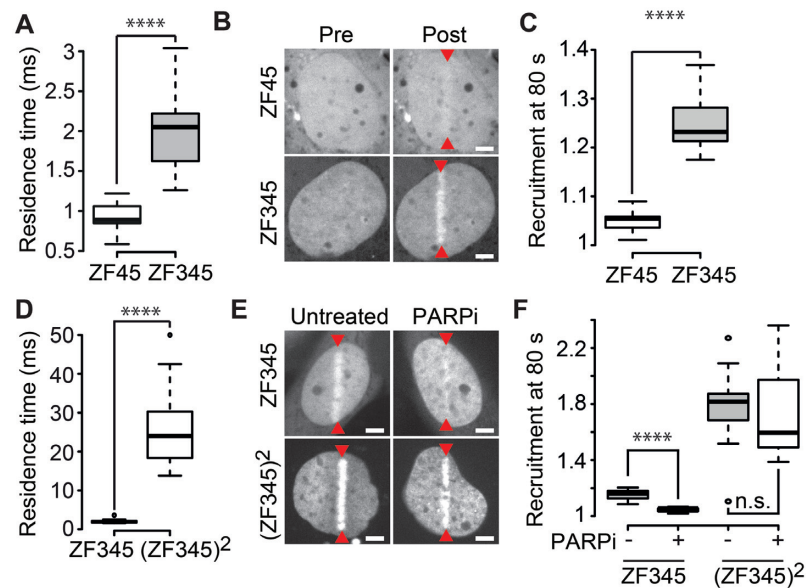 A
Residence time (ms)
3
2.5
2
1.5
1
0.5
****
ZF45 ZF345
B
Pre Post
ZF45
ZF345
C
Recruitment at 80 s
1.4
1.3
1.2
1.1
1
****
ZF45 ZF345
D
Residence time (ms)
50
40
30
20
10
0
****
ZF345 (ZF345)2
E
Untreated PARPi
ZF345
(ZF345)2
F
Recruitment at 80 s
2.2
1.8
1.4
1
****
n.s.
PARPi - + - +
ZF345 (ZF345)2